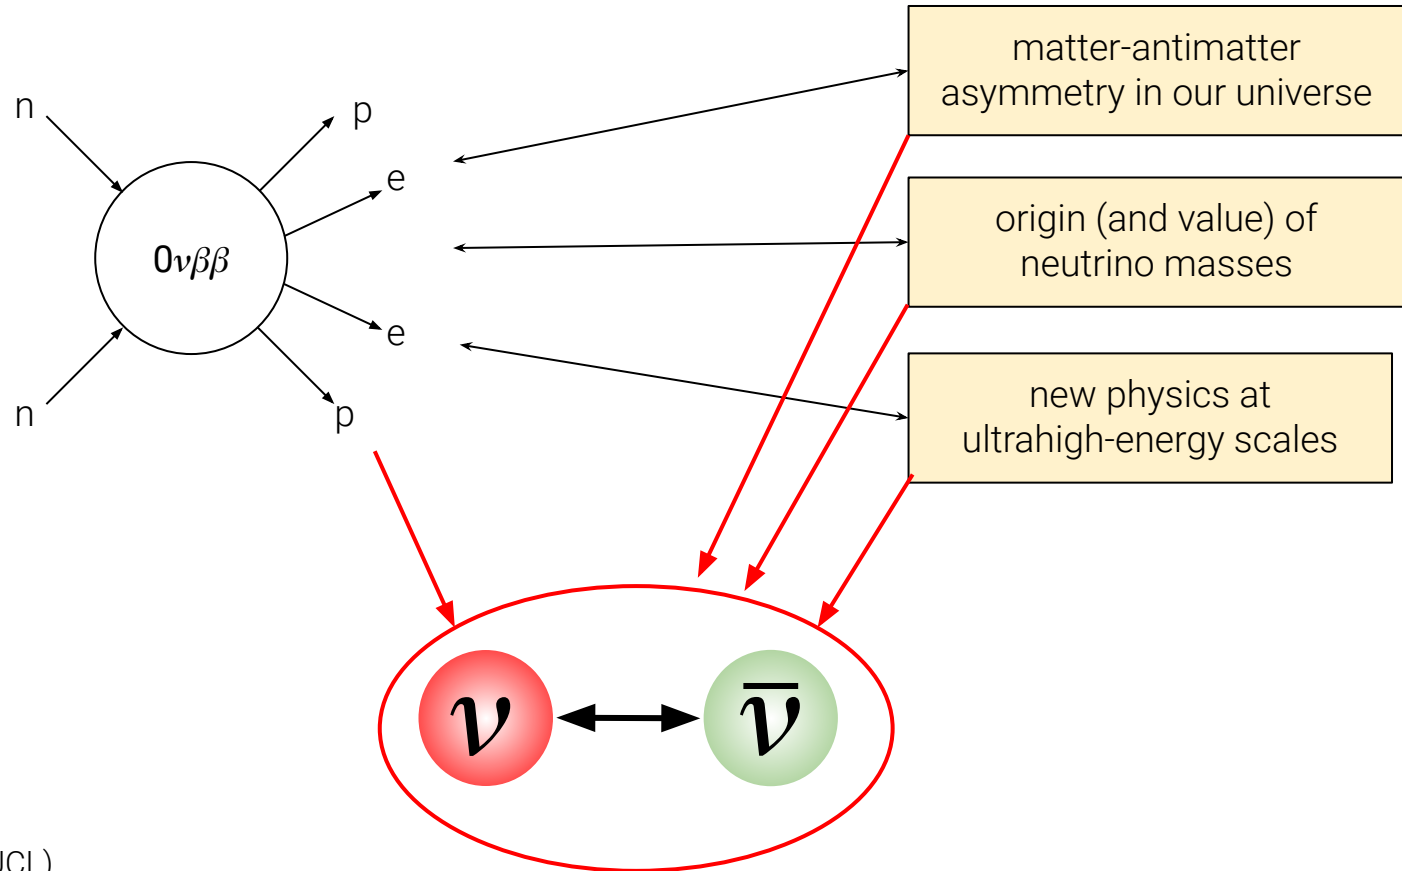 matter-antimatter
asymmetry in our universe
n
p
e
origin (and value) of
neutrino masses
0νββ
e
n
p
new physics at
ultrahigh-energy scales
ν
ν̅